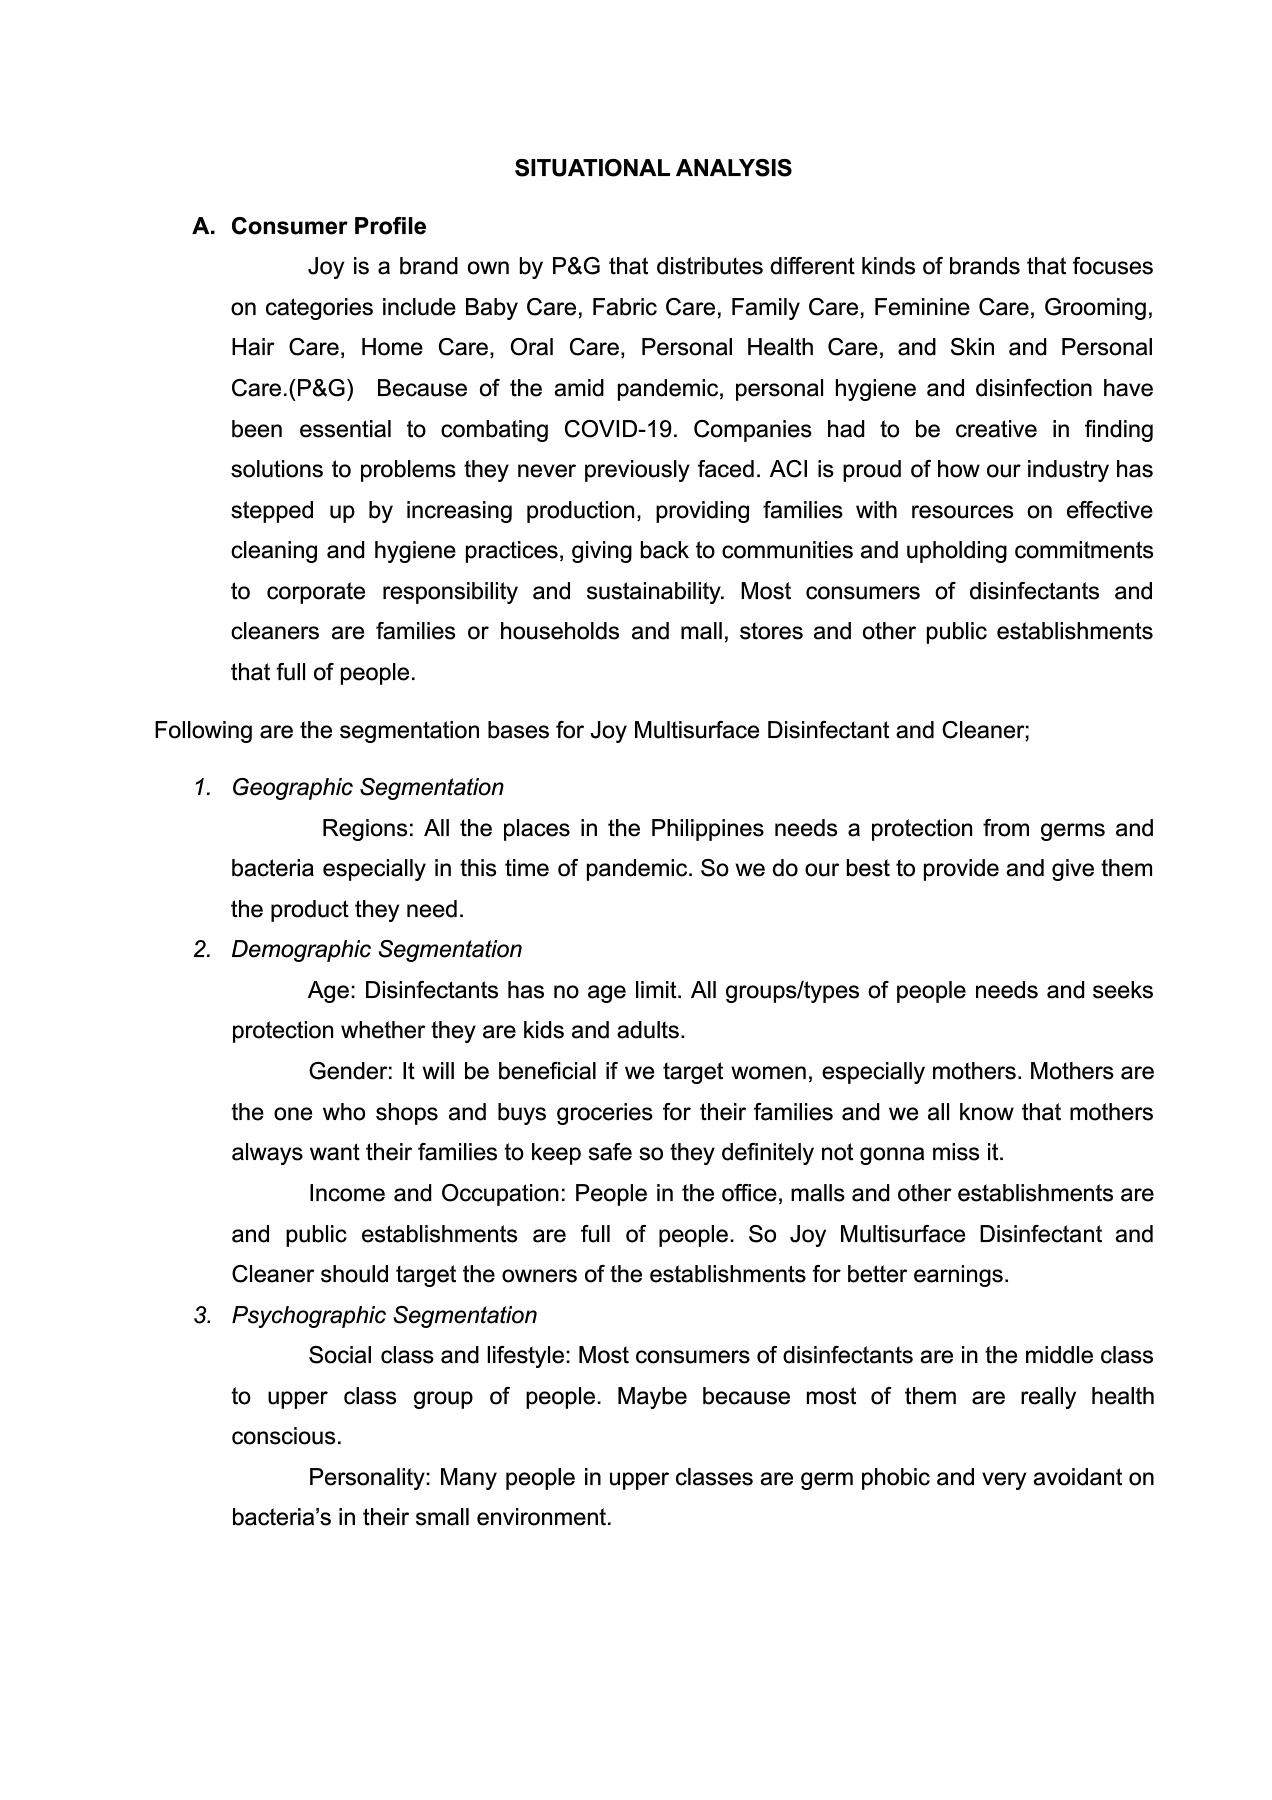 SITUATIONAL ANALYSIS
A. Consumer Profile
Joy is a brand own by P&G that distributes different kinds of brands that focuses
on categories include Baby Care, Fabric Care, Family Care, Feminine Care, Grooming,
Hair Care, Home Care, Oral Care, Personal Health Care, and Skin and Personal
Care.(P&G)  Because of the amid pandemic, personal hygiene and disinfection have
been essential to combating COVID-19. Companies had to be creative in finding
solutions to problems they never previously faced. ACI is proud of how our industry has
stepped up by increasing production, providing families with resources on effective
cleaning and hygiene practices, giving back to communities and upholding commitments
to corporate responsibility and sustainability. Most consumers of disinfectants and
cleaners are families or households and mall, stores and other public establishments
that full of people.
Following are the segmentation bases for Joy Multisurface Disinfectant and Cleaner;
1. Geographic Segmentation
Regions: All the places in the Philippines needs a protection from germs and
bacteria especially in this time of pandemic. So we do our best to provide and give them
the product they need.
2. Demographic Segmentation
Age: Disinfectants has no age limit. All groups/types of people needs and seeks
protection whether they are kids and adults.
Gender: It will be beneficial if we target women, especially mothers. Mothers are
the one who shops and buys groceries for their families and we all know that mothers
always want their families to keep safe so they definitely not gonna miss it.
Income and Occupation: People in the office, malls and other establishments are
and public establishments are full of people. So Joy Multisurface Disinfectant and
Cleaner should target the owners of the establishments for better earnings.
3. Psychographic Segmentation
Social class and lifestyle: Most consumers of disinfectants are in the middle class
to upper class group of people. Maybe because most of them are really health
conscious.
Personality: Many people in upper classes are germ phobic and very avoidant on
bacteria’s in their small environment.